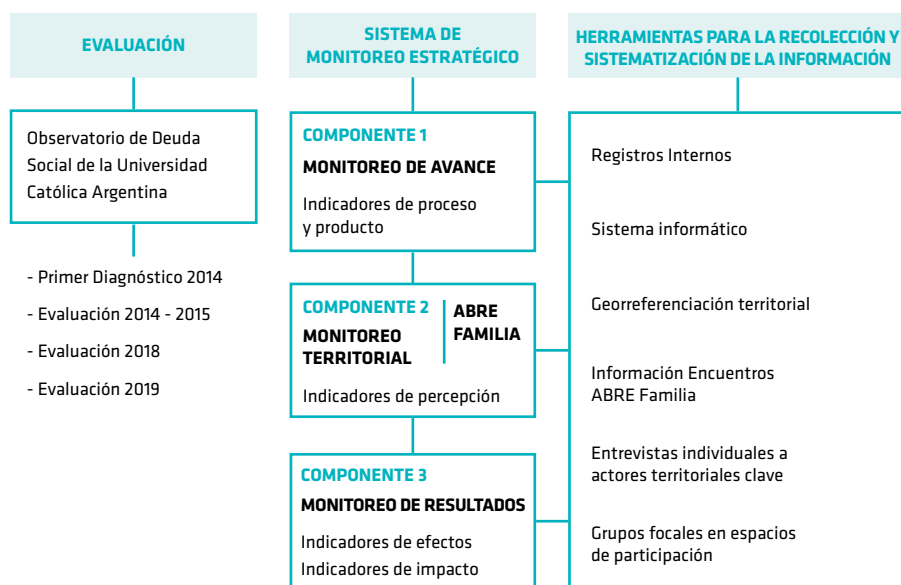 EVALUACIÓN
Observatorio de Deuda
Social de la Universidad
Católica Argentina
- Primer Diagnóstico 2014
- Evaluación 2014 - 2015
- Evaluación 2018
- Evaluación 2019
SISTEMA DE
MONITOREO ESTRATÉGICO
COMPONENTE 1
MONITOREO DE AVANCE
Indicadores de proceso
y producto
COMPONENTE 2
MONITOREO
TERRITORIAL
ABRE
FAMILIA
Indicadores de percepción
COMPONENTE 3
MONITOREO DE RESULTADOS
Indicadores de efectos
Indicadores de impacto
HERRAMIENTAS PARA LA RECOLECCIÓN Y
SISTEMATIZACIÓN DE LA INFORMACIÓN
Registros Internos
Sistema informático
Georreferenciación territorial
Información Encuentros
ABRE Familia
Entrevistas individuales a
actores territoriales clave
Grupos focales en espacios
de participación